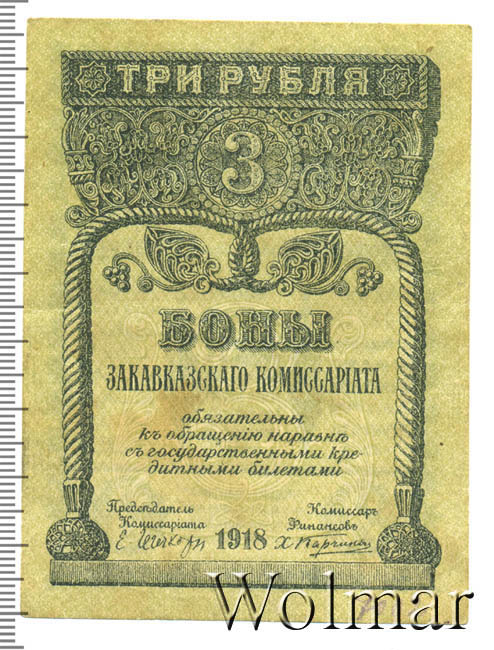 ТРИ РУБЛЯ
3
БОНЫ
ЗАКАВКАЗСКАГО КОМИССАРІАТА
обязательны
къ обращенію наравнѣ
съ государственными кре-
дитными билетами
Предсѣдатель Комиссаръ
Комиссаріата Финансовъ
1918
Wolmar